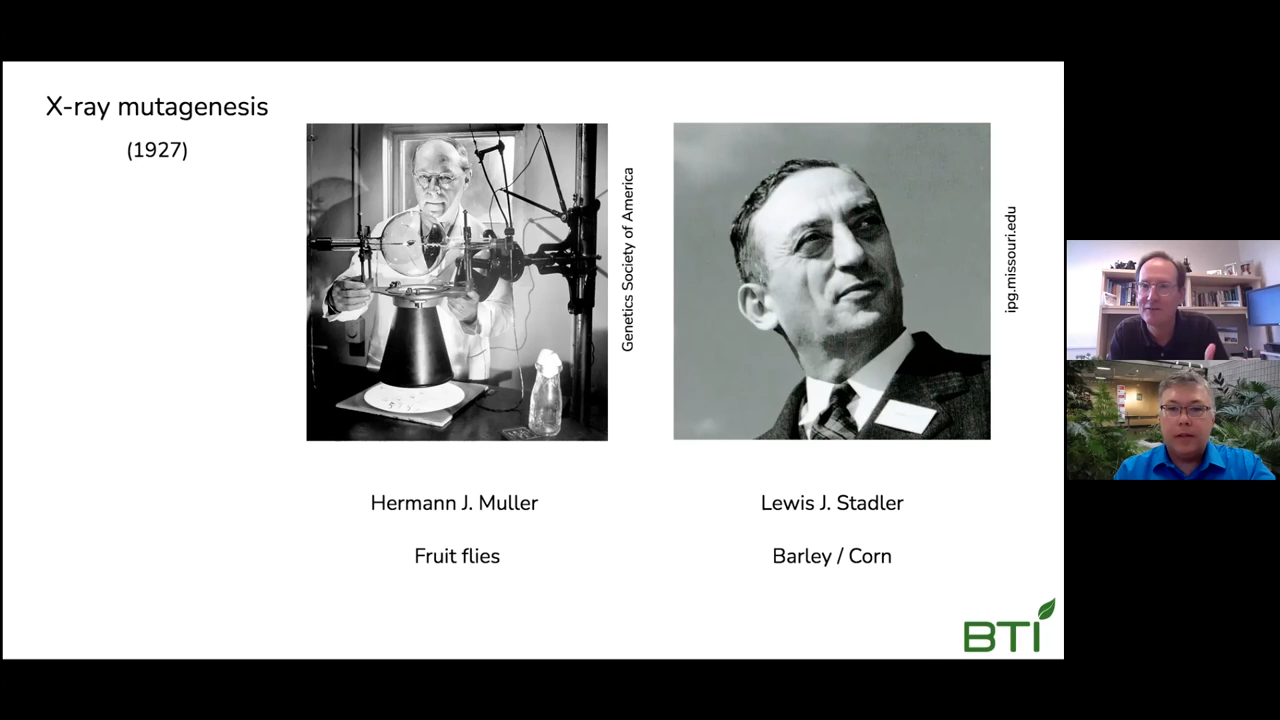 X-ray mutagenesis
(1927)
Genetics Society of America
ipg.missouri.edu
Hermann J. Muller
Lewis J. Stadler
Fruit flies
Barley / Corn
BTI